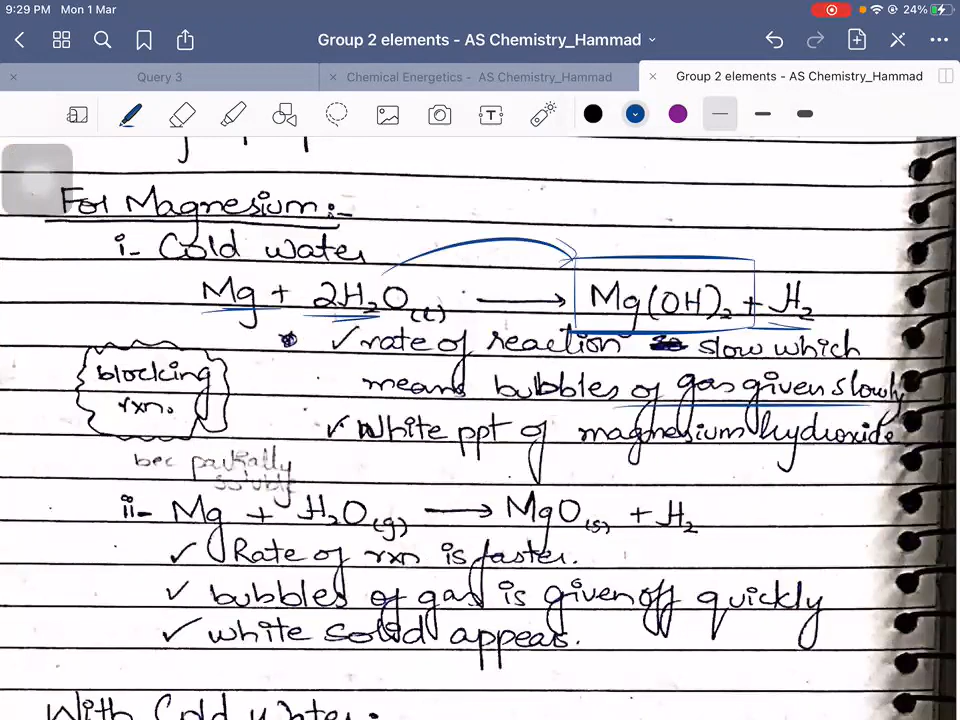 9:29 PM Mon 1 Mar
24%
Group 2 elements - AS Chemistry_Hammad
Query 3
Chemical Energetics - AS Chemistry_Hammad
Group 2 elements - AS Chemistry_Hammad
For Magnesium:-
i- Cold water
Mg + 2H₂O(l) ⟶ Mg(OH)₂ + H₂
✓ rate of reaction slow which
means bubbles of gas given slowly
✓ White ppt of magnesium hydroxide
blocking
rxn.
bec partially
soluble
ii- Mg + H₂O(g) ⟶ MgO(s) + H₂
✓ Rate of rxn is faster.
✓ bubbles of gas is given off quickly
✓ white solid appears.
With Cold Water: